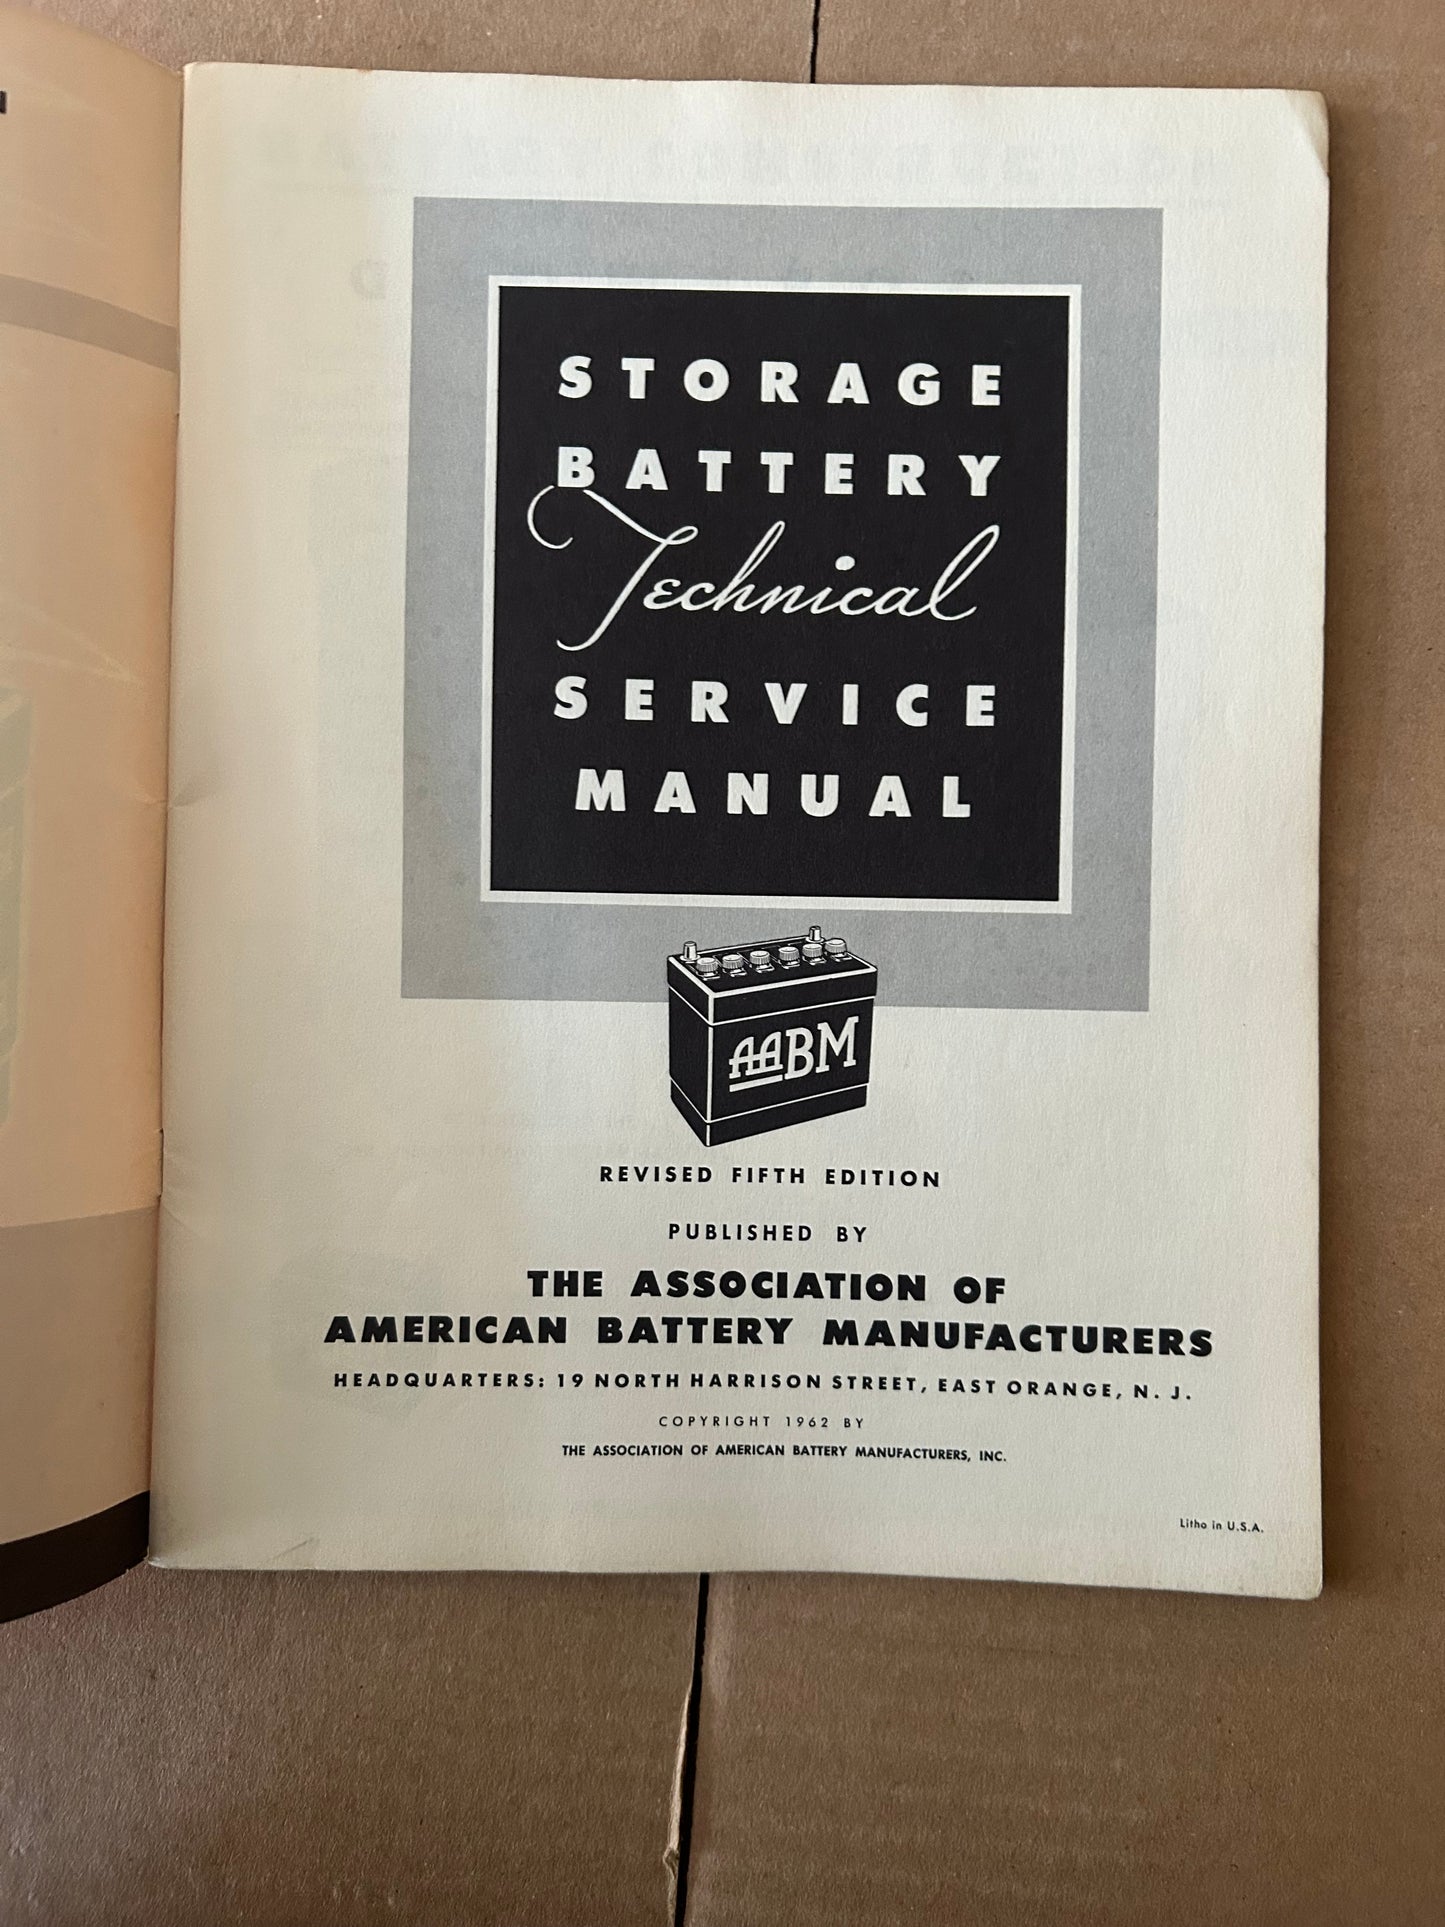 STORAGE
BATTERY
Technical
SERVICE
MANUAL
AABM
REVISED FIFTH EDITION
PUBLISHED BY
THE ASSOCIATION OF
AMERICAN BATTERY MANUFACTURERS
HEADQUARTERS: 19 NORTH HARRISON STREET, EAST ORANGE, N. J.
COPYRIGHT 1962 BY
THE ASSOCIATION OF AMERICAN BATTERY MANUFACTURERS, INC.
Litho in U.S.A.